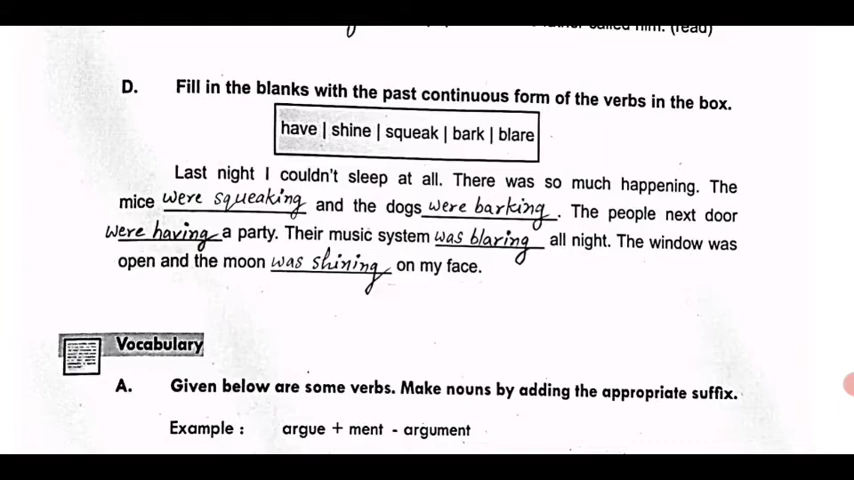 him. (read)
D. Fill in the blanks with the past continuous form of the verbs in the box.
have | shine | squeak | bark | blare
Last night I couldn't sleep at all. There was so much happening. The
mice were squeaking and the dogs were barking. The people next door
were having a party. Their music system was blaring all night. The window was
open and the moon was shining on my face.
Vocabulary
A. Given below are some verbs. Make nouns by adding the appropriate suffix.
Example : argue + ment - argument